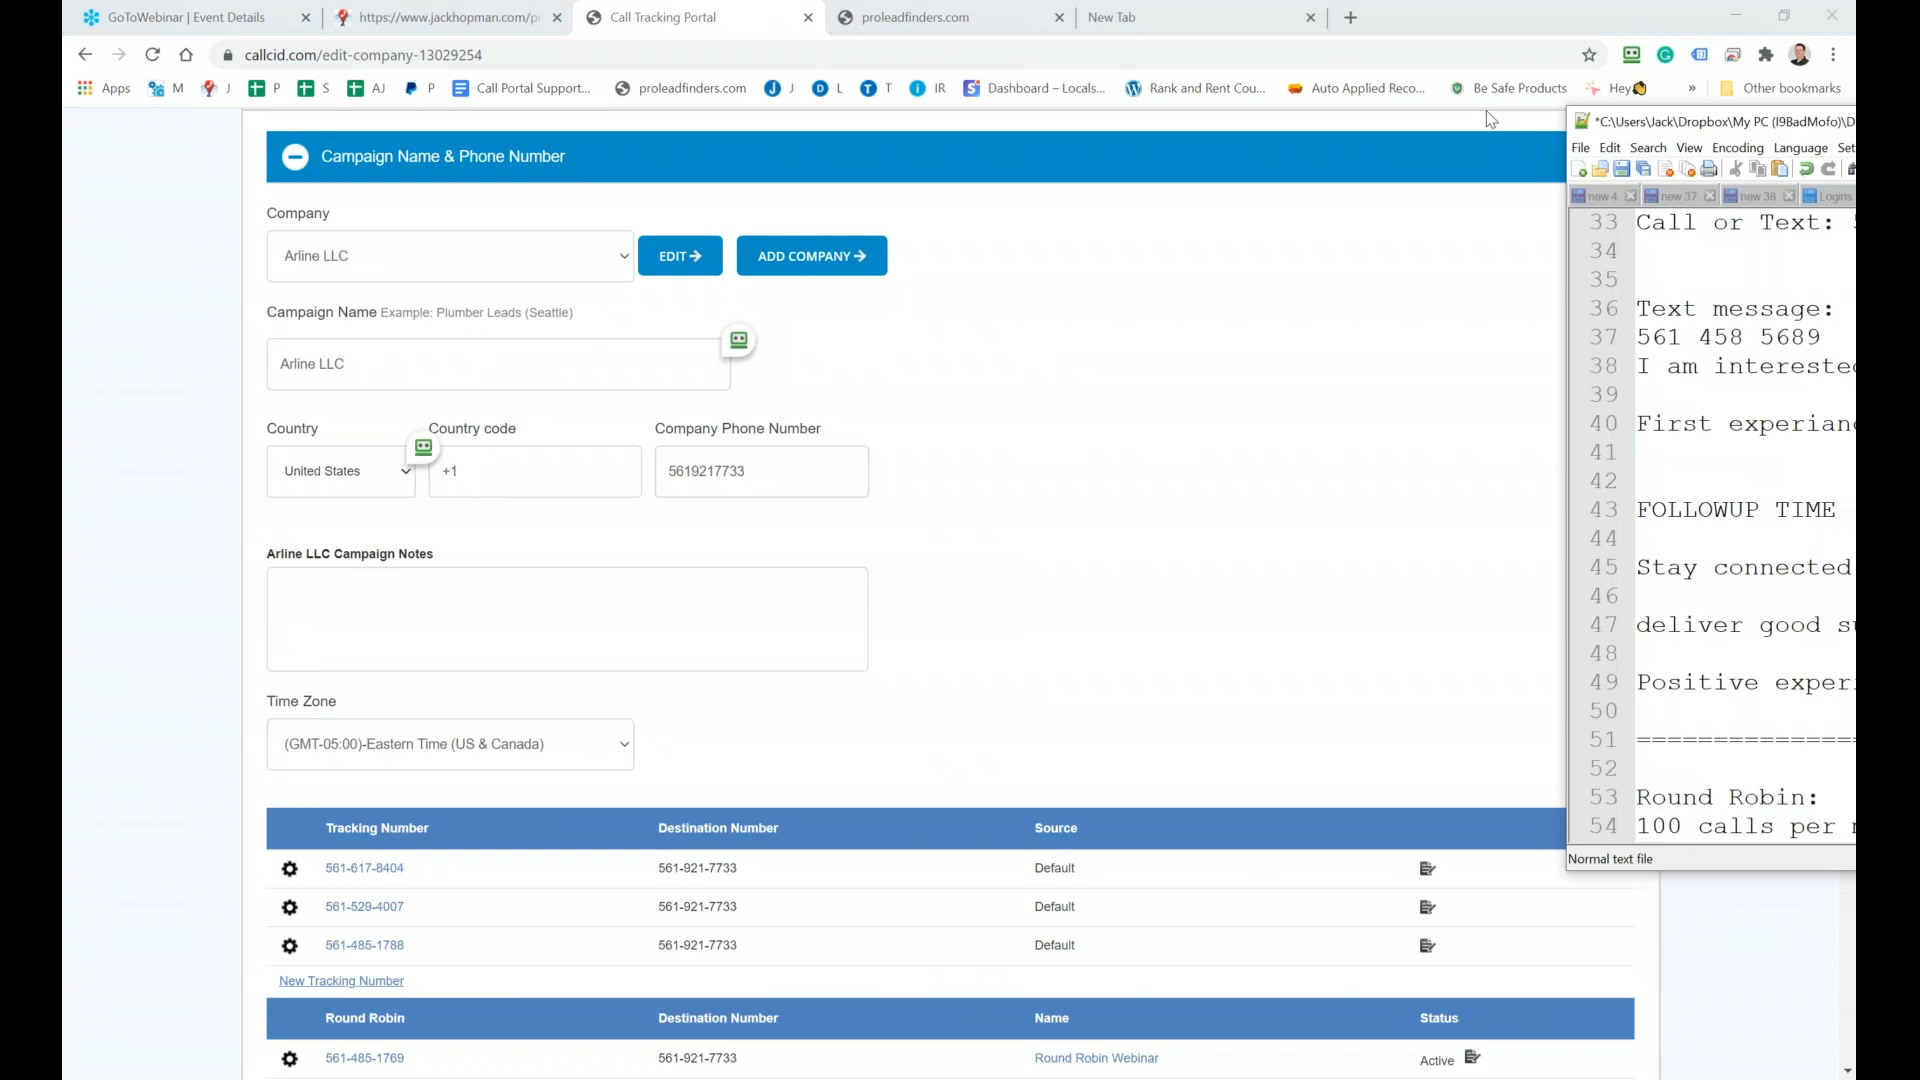 GoToWebinar | Event Details
https://www.jackhopman.com/pr
Call Tracking Portal
proleadfinders.com
New Tab
callcid.com/edit-company-13029254
Apps M J P S AJ P Call Portal Support... proleadfinders.com J L T IR Dashboard – Locals... Rank and Rent Cou... Auto Applied Reco... Be Safe Products Hey » Other bookmarks
Campaign Name & Phone Number
Company
Arline LLC
EDIT
ADD COMPANY
Campaign Name Example: Plumber Leads (Seattle)
Arline LLC
Country
Country code
Company Phone Number
United States
+1
5619217733
Arline LLC Campaign Notes
Time Zone
(GMT-05:00)-Eastern Time (US & Canada)
Tracking Number Destination Number Source
561-617-8404 561-921-7733 Default
561-529-4007 561-921-7733 Default
561-485-1788 561-921-7733 Default
New Tracking Number
Round Robin Destination Number Name Status
561-485-1769 561-921-7733 Round Robin Webinar Active
*C:\Users\Jack\Dropbox\My PC (I9BadMofo)\D
File Edit Search View Encoding Language Set
new 4 new 37 new 38 Logins
33 Call or Text:
34
35
36 Text message:
37 561 458 5689
38 I am interested
39
40 First experian
41
42
43 FOLLOWUP TIME
44
45 Stay connected
46
47 deliver good s
48
49 Positive exper
50
51 ==============
52
53 Round Robin:
54 100 calls per
Normal text file